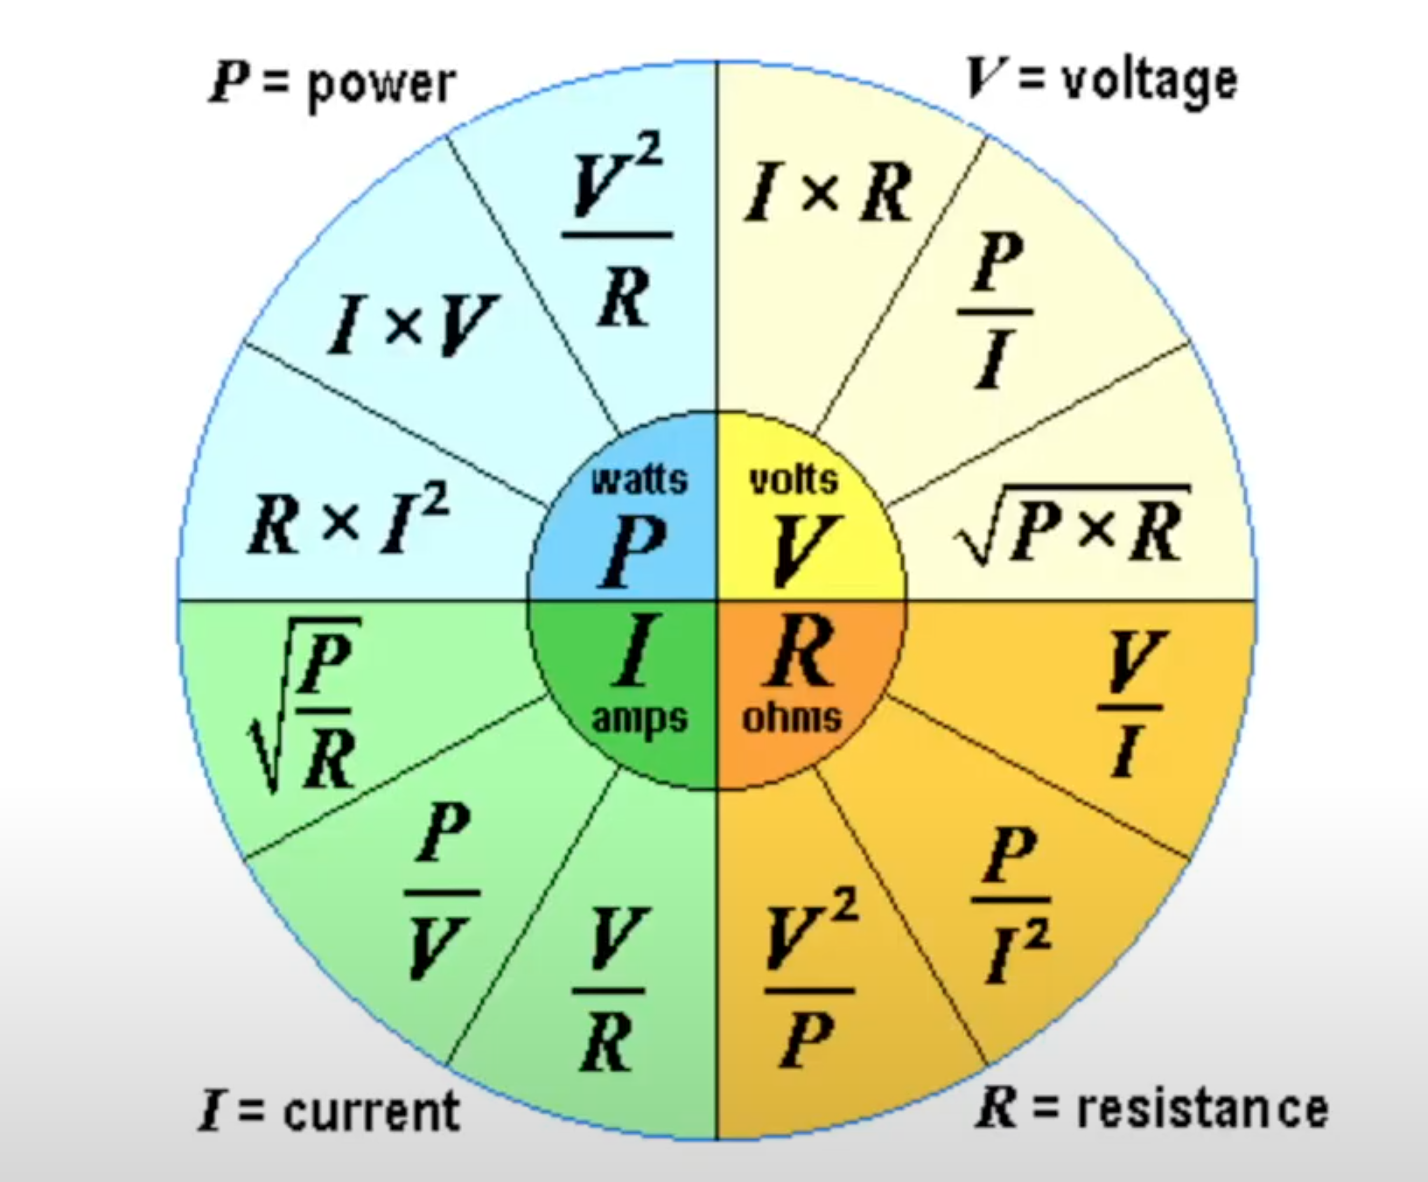 P = power
V = voltage
V²/R
I × R
I × V
P/I
R × I²
√(P × R)
watts
P
volts
V
I
amps
R
ohms
√(P/R)
V/I
P/V
P/I²
V/R
V²/P
I = current
R = resistance